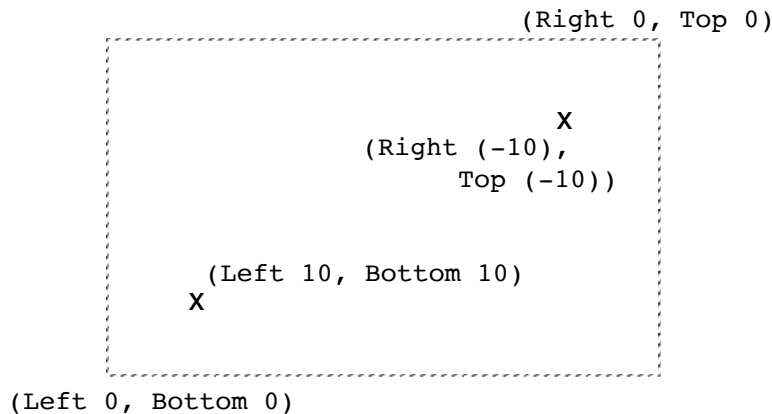 (Right 0, Top 0)
X
(Right (-10),
Top (-10))
(Left 10, Bottom 10)
X
(Left 0, Bottom 0)